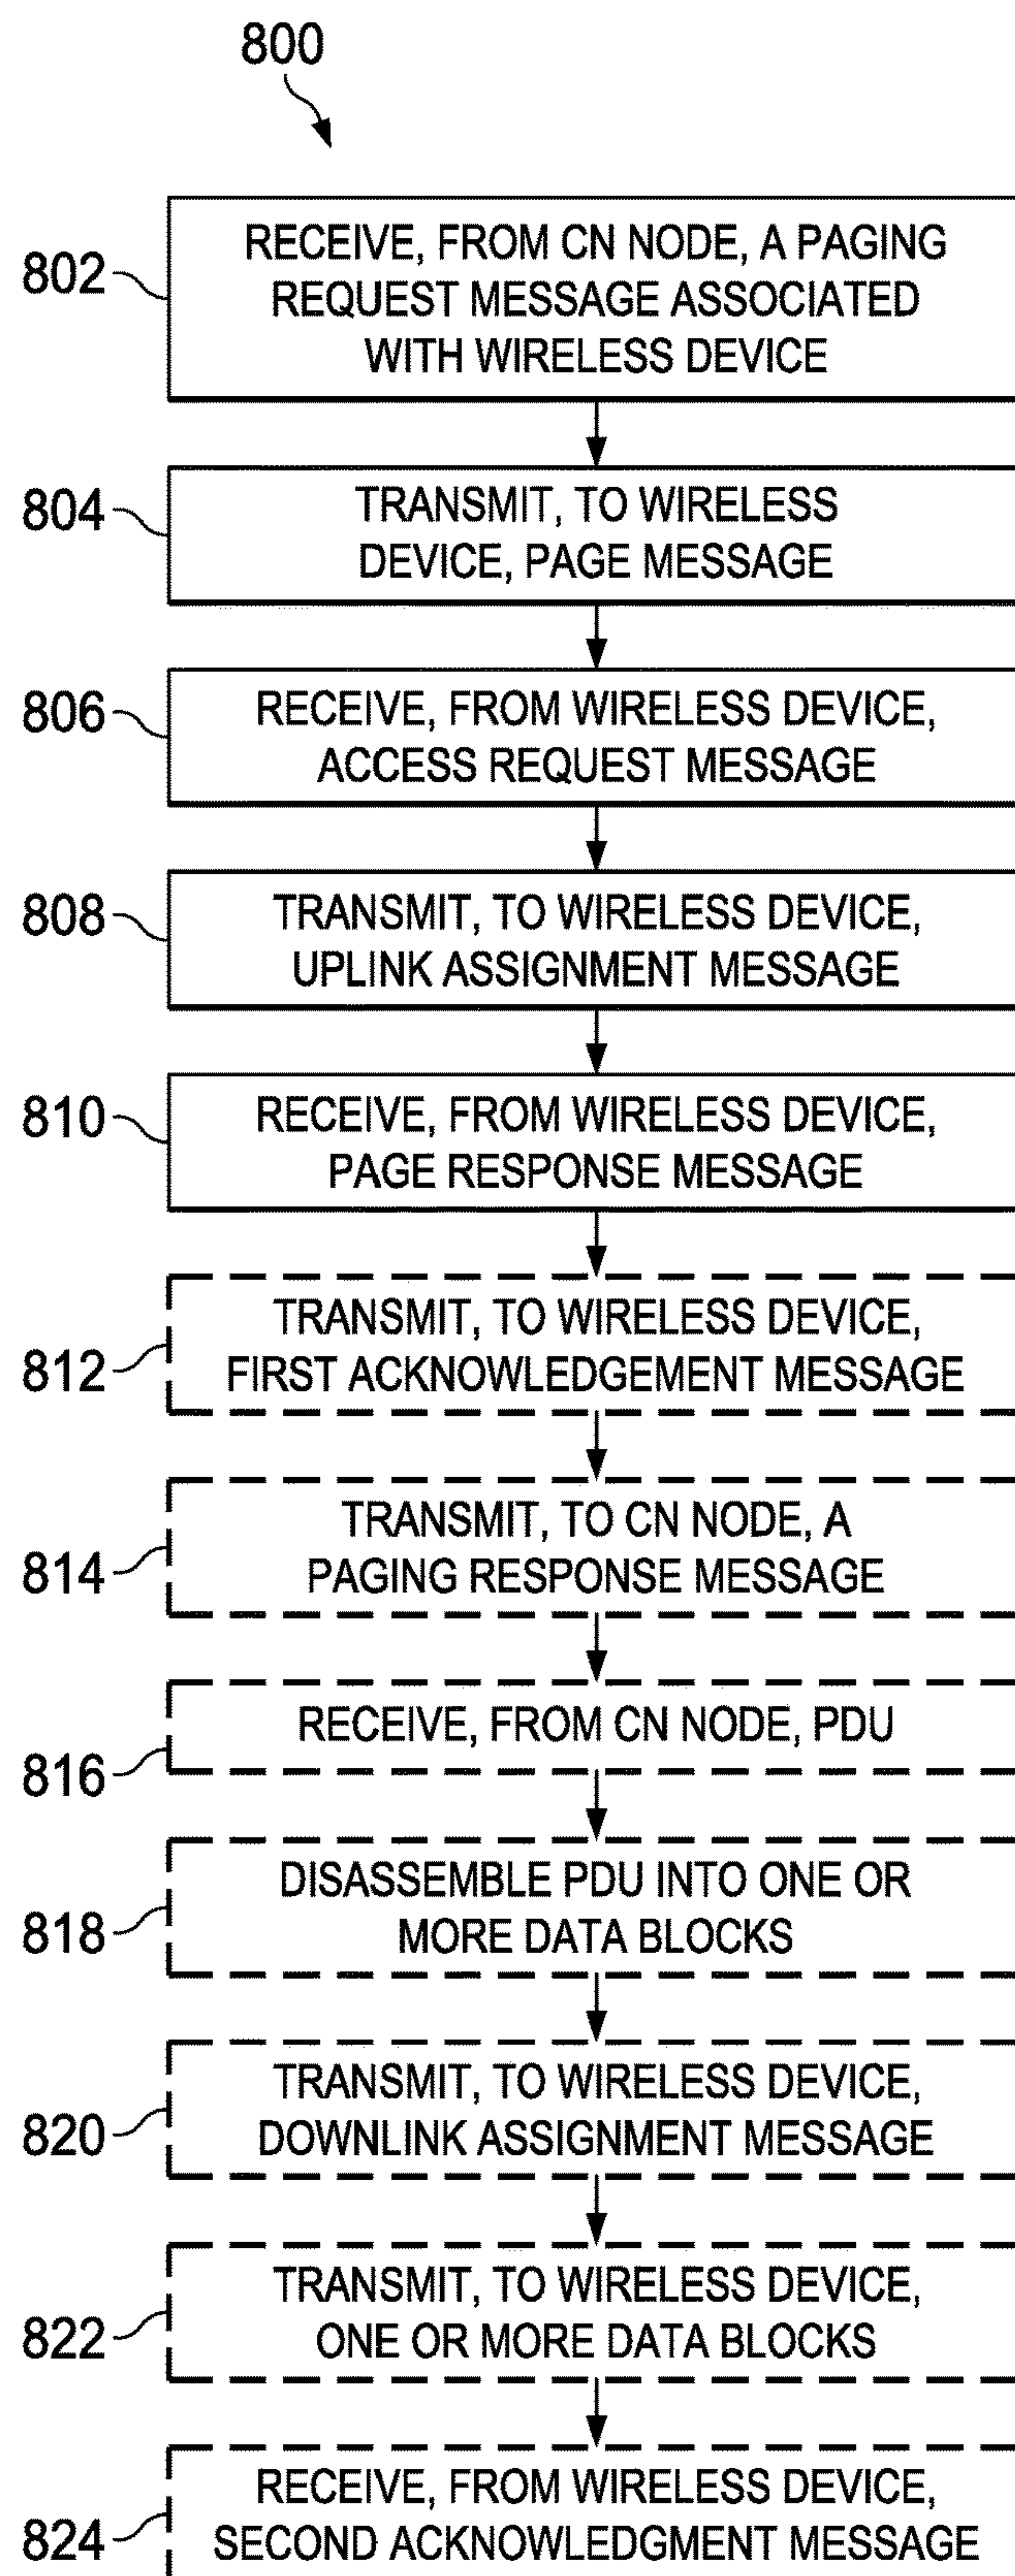 800
802
RECEIVE, FROM CN NODE, A PAGING
REQUEST MESSAGE ASSOCIATED
WITH WIRELESS DEVICE
804
TRANSMIT, TO WIRELESS
DEVICE, PAGE MESSAGE
806
RECEIVE, FROM WIRELESS DEVICE,
ACCESS REQUEST MESSAGE
808
TRANSMIT, TO WIRELESS DEVICE,
UPLINK ASSIGNMENT MESSAGE
810
RECEIVE, FROM WIRELESS DEVICE,
PAGE RESPONSE MESSAGE
812
TRANSMIT, TO WIRELESS DEVICE,
FIRST ACKNOWLEDGEMENT MESSAGE
814
TRANSMIT, TO CN NODE, A
PAGING RESPONSE MESSAGE
816
RECEIVE, FROM CN NODE, PDU
818
DISASSEMBLE PDU INTO ONE OR
MORE DATA BLOCKS
820
TRANSMIT, TO WIRELESS DEVICE,
DOWNLINK ASSIGNMENT MESSAGE
822
TRANSMIT, TO WIRELESS DEVICE,
ONE OR MORE DATA BLOCKS
824
RECEIVE, FROM WIRELESS DEVICE,
SECOND ACKNOWLEDGMENT MESSAGE